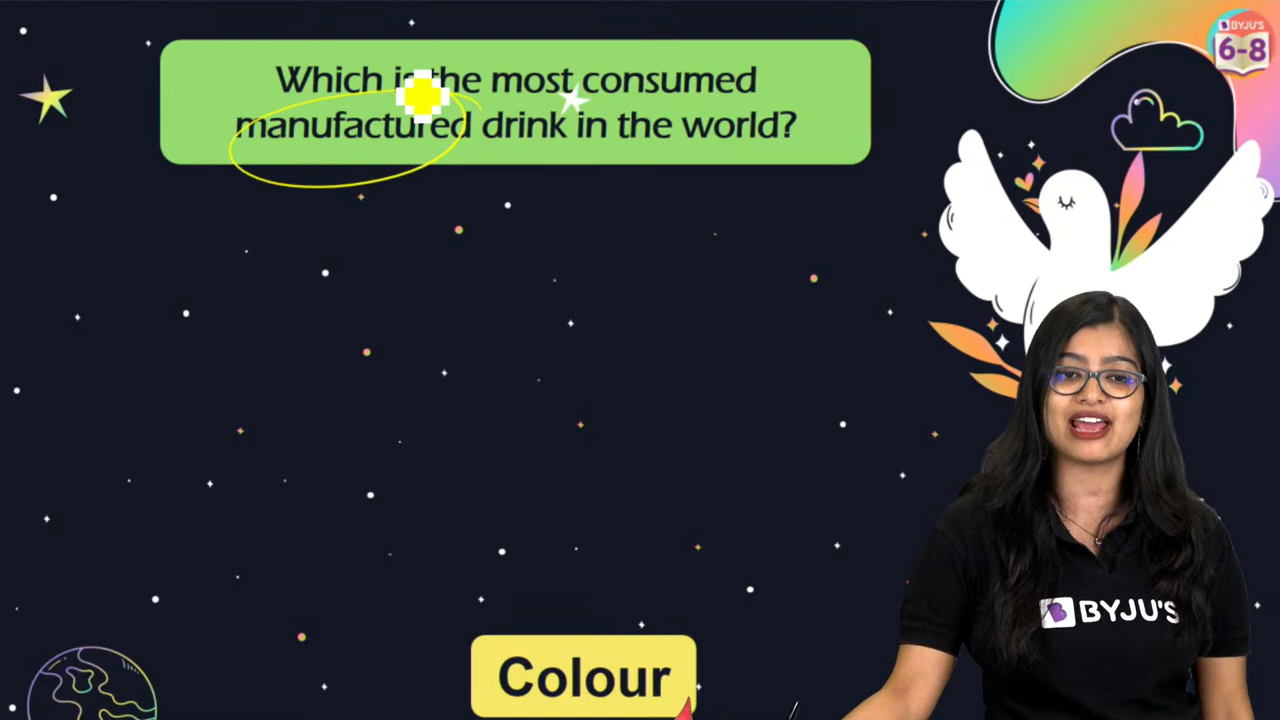 Which is the most consumed
manufactured drink in the world?
BYJU'S
6-8
BYJU'S
Colour